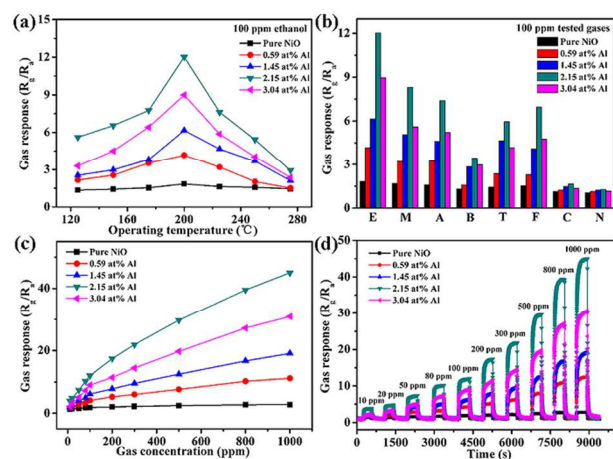 (a)
100 ppm ethanol
Pure NiO
0.59 at% Al
1.45 at% Al
2.15 at% Al
3.04 at% Al
Gas response (Rg/Ra)
15
12
9
6
3
0
120 160 200 240 280
Operating temperature (℃)
(b)
100 ppm tested gases
Pure NiO
0.59 at% Al
1.45 at% Al
2.15 at% Al
3.04 at% Al
Gas response (Rg/Ra)
12
9
6
3
0
E M A B T F C N
(c)
Pure NiO
0.59 at% Al
1.45 at% Al
2.15 at% Al
3.04 at% Al
Gas response (Rg/Ra)
60
40
20
0
0 200 400 600 800 1000
Gas concentration (ppm)
(d)
Pure NiO
0.59 at% Al
1.45 at% Al
2.15 at% Al
3.04 at% Al
1000 ppm
800 ppm
500 ppm
300 ppm
200 ppm
100 ppm
80 ppm
50 ppm
20 ppm
10 ppm
Gas response (Rg/Ra)
50
40
30
20
10
0
0 1500 3000 4500 6000 7500 9000
Time (s)